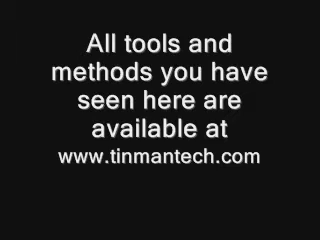 All tools and
methods you have
seen here are
available at
www.tinmantech.com